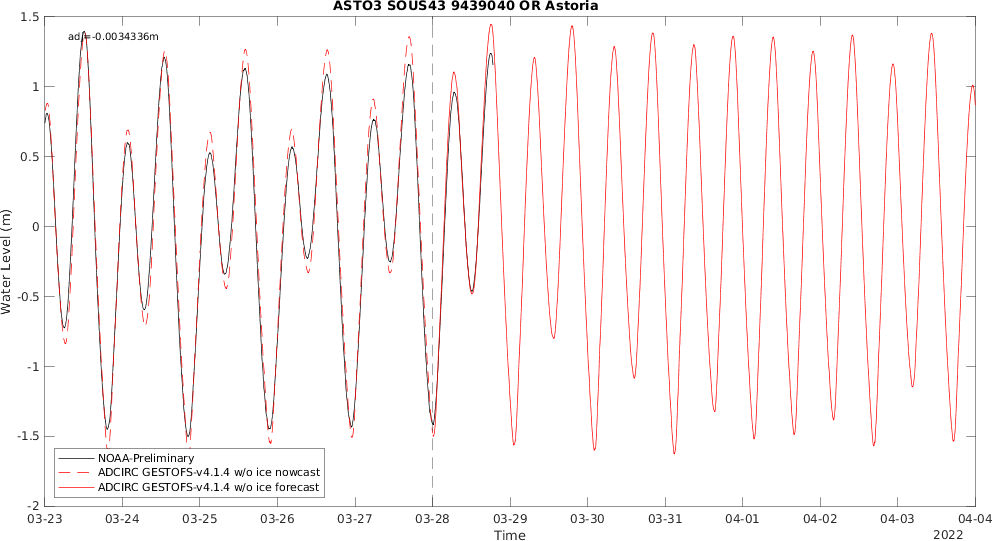 ASTO3 SOUS43 9439040 OR Astoria
ad =-0.0034336m
1.5
1
0.5
0
-0.5
-1
-1.5
-2
Water Level (m)
NOAA-Preliminary
ADCIRC GESTOFS-v4.1.4 w/o ice nowcast
ADCIRC GESTOFS-v4.1.4 w/o ice forecast
03-23 03-24 03-25 03-26 03-27 03-28 03-29 03-30 03-31 04-01 04-02 04-03 04-04
Time
2022